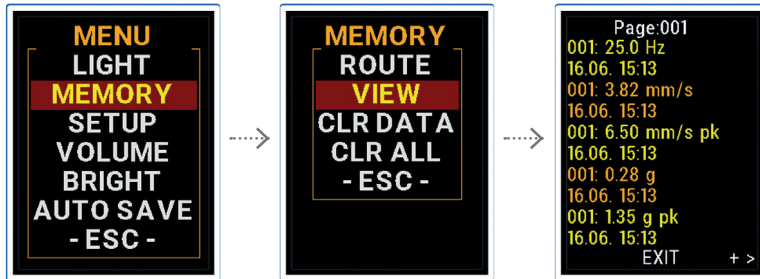 MENU
LIGHT
MEMORY
SETUP
VOLUME
BRIGHT
AUTO SAVE
- ESC -
MEMORY
ROUTE
VIEW
CLR DATA
CLR ALL
- ESC -
Page:001
001: 25.0 Hz
16.06. 15:13
001: 3.82 mm/s
16.06. 15:13
001: 6.50 mm/s pk
16.06. 15:13
001: 0.28 g
16.06. 15:13
001: 1.35 g pk
16.06. 15:13
EXIT + >